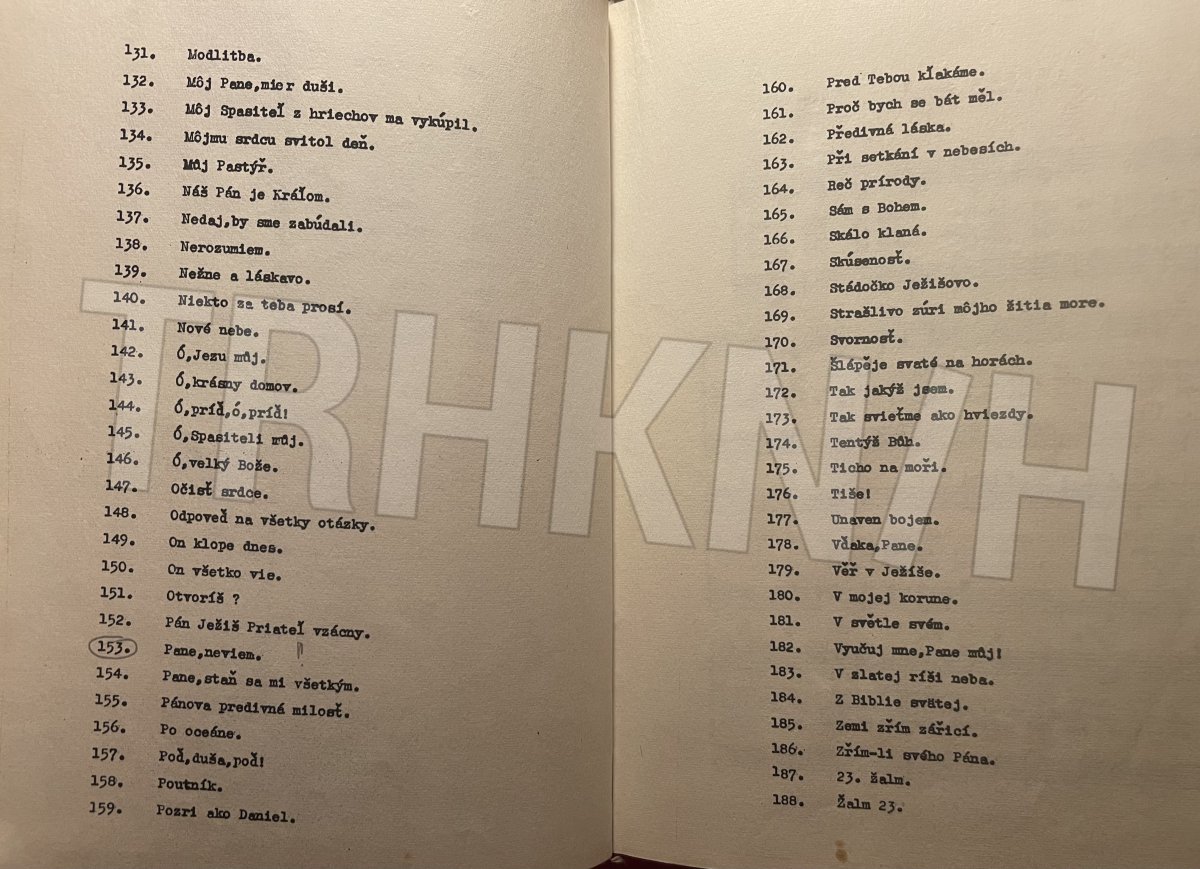 131. Modlitba.
132. Môj Pane,mier duši.
133. Môj Spasiteľ z hriechov ma vykúpil.
134. Môjmu srdcu svitol deň.
135. Můj Pastýř.
136. Náš Pán je Kráľom.
137. Nedaj,by sme zabúdali.
138. Nerozumiem.
139. Nežne a láskavo.
140. Niekto za teba prosí.
141. Nové nebe.
142. Ó,Jezu můj.
143. Ó,krásny domov.
144. Ó,príď,ó,príď!
145. Ó,Spasiteli můj.
146. Ó,velký Bože.
147. Očisť srdce.
148. Odpoveď na všetky otázky.
149. On klope dnes.
150. On všetko vie.
151. Otvoríš ?
152. Pán Ježiš Priateľ vzácny.
153. Pane,neviem.
154. Pane,staň sa mi všetkým.
155. Pánova predivná milosť.
156. Po oceáne.
157. Poď,duša,poď!
158. Poutník.
159. Pozri ako Daniel.
160. Pred Tebou kľakáme.
161. Proč bych se bát měl.
162. Předivná láska.
163. Při setkání v nebesích.
164. Reč prírody.
165. Sám s Bohem.
166. Skálo klaná.
167. Skúsenosť.
168. Stádočko Ježišovo.
169. Strašlivo zúri môjho žitia more.
170. Svornosť.
171. Šlápěje svaté na horách.
172. Tak jakýž jsem.
173. Tak svieťme ako hviezdy.
174. Tentýš Bůh.
175. Ticho na moři.
176. Tiše!
177. Unaven bojem.
178. Vďaka,Pane.
179. Věř v Ježíše.
180. V mojej korune.
181. V světle svém.
182. Vyučuj mne,Pane můj!
183. V zlatej ríši neba.
184. Z Biblie svätej.
185. Zemi zřím zářicí.
186. Zřím-li svého Pána.
187. 23. žalm.
188. Žalm 23.
TRHKNIH